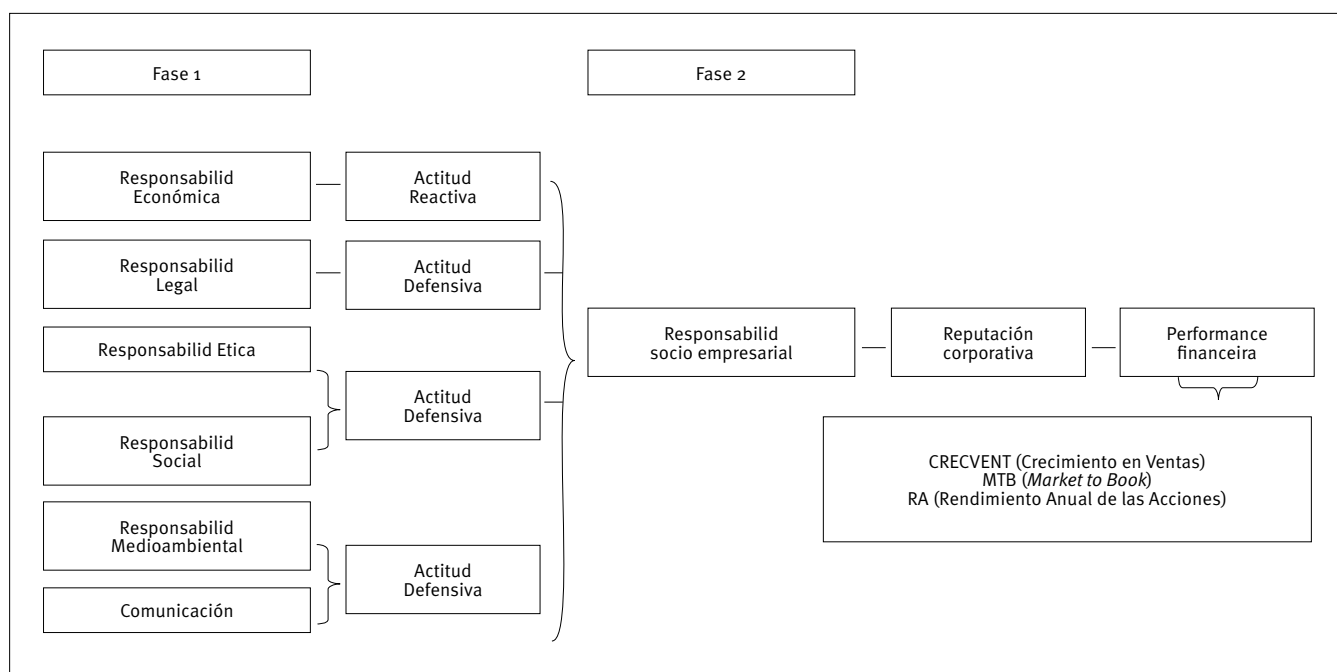 Fase 1
Fase 2
Responsabilid
Económica
Actitud
Reactiva
Responsabilid
Legal
Actitud
Defensiva
Responsabilid Etica
Responsabilid
Social
Actitud
Defensiva
Responsabilid
Medioambiental
Comunicación
Actitud
Defensiva
Responsabilid
socio empresarial
Reputación
corporativa
Performance
financeira
CRECVENT (Crecimiento en Ventas)
MTB (Market to Book)
RA (Rendimiento Anual de las Acciones)